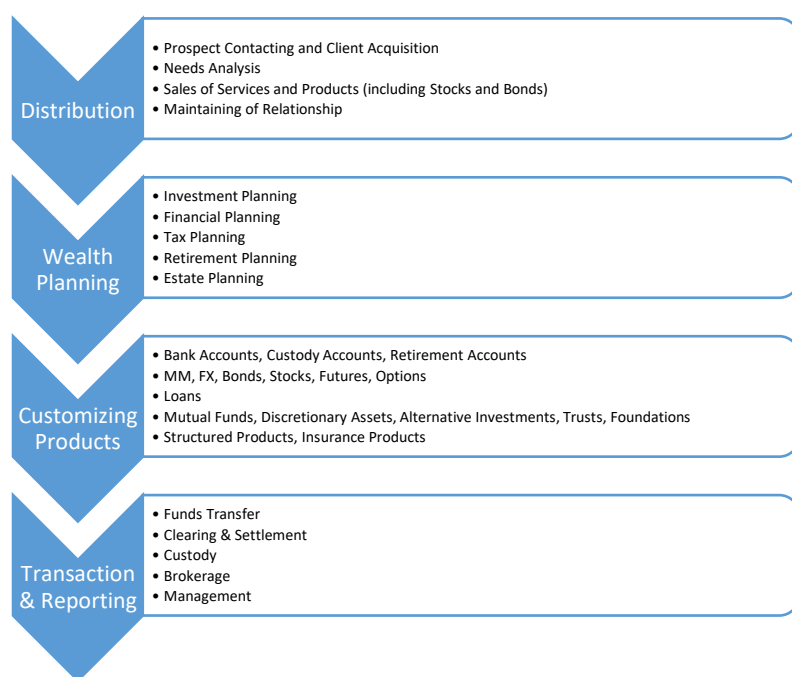 Distribution
• Prospect Contacting and Client Acquisition
• Needs Analysis
• Sales of Services and Products (including Stocks and Bonds)
• Maintaining of Relationship
Wealth
Planning
• Investment Planning
• Financial Planning
• Tax Planning
• Retirement Planning
• Estate Planning
Customizing
Products
• Bank Accounts, Custody Accounts, Retirement Accounts
• MM, FX, Bonds, Stocks, Futures, Options
• Loans
• Mutual Funds, Discretionary Assets, Alternative Investments, Trusts, Foundations
• Structured Products, Insurance Products
Transaction
& Reporting
• Funds Transfer
• Clearing & Settlement
• Custody
• Brokerage
• Management